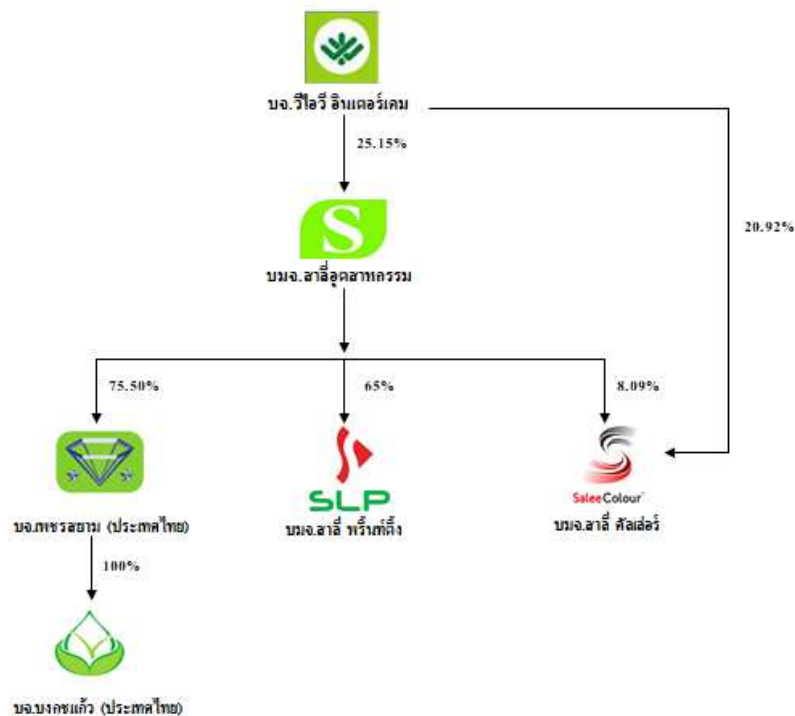 บจ.วีไอวี อินเตอร์เคม
25.15%
20.92%
S
บมจ.สาลี่อุตสาหกรรม
75.50%
65%
8.09%
SLP
SaleeColour
บจ.เพชรสยาม (ประเทศไทย)
บมจ.สาลี่ พริ้นท์ติ้ง
บมจ.สาลี่ คัลเล่อร์
100%
บจ.บงกชแก้ว (ประเทศไทย)